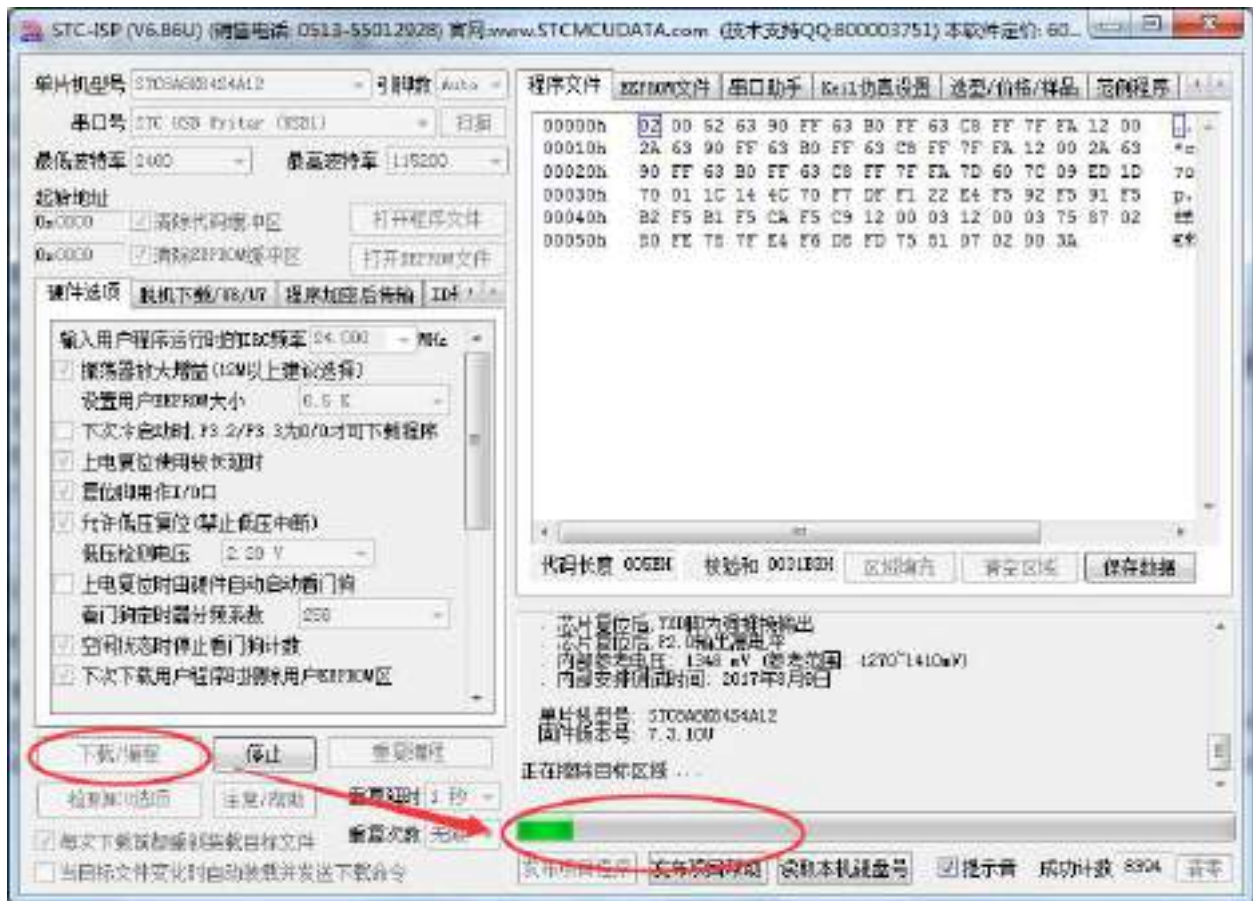 STC-ISP (V6.86U) (销售电话: 0513-55012928) 官网:www.STCMCUDATA.com (技术支持QQ:800003751) 本软件定价: 60...
单片机型号 STC8A8K64S4A12 引脚数 Auto
串口号 STC USB Writer (USB1) 扫描
最低波特率 2400 最高波特率 115200
起始地址
0x0000 清除代码缓冲区 打开程序文件
0x0000 清除EEPROM缓冲区 打开EEPROM文件
硬件选项 脱机下载/U8/U7 程序加密后传输
输入用户程序运行时的IRC频率 24.000 MHz
振荡器放大增益(12M以上建议选择)
设置用户EEPROM大小 0.5 K
下次冷启动时,P3.2/P3.3为0/0才可下载程序
上电复位使用较长延时
复位脚用作I/O口
允许低压复位(禁止低压中断)
低压检测电压 2.20 V
上电复位时由硬件自动启动看门狗
看门狗定时器分频系数 256
空闲状态时停止看门狗计数
下次下载用户程序时擦除用户EEPROM区
下载/编程 停止 重复编程
检测MCU选项 注意/帮助 重复延时 3 秒
每次下载前都重新装载目标文件 重复次数
当目标文件变化时自动装载并发送下载命令
程序文件 EEPROM文件 串口助手 Keil仿真设置 选型/价格/样品 范例程序
00000h 02 00 52 63 90 FF 63 B0 FF 63 C8 FF 7F FA 12 00
00010h 2A 63 90 FF 63 B0 FF 63 C8 FF 7F FA 12 00 2A 63
00020h 90 FF 63 B0 FF 63 C8 FF 7F FA 7D 60 7C 09 ED 1D
00030h 70 01 1C 14 4C 70 F7 DF F1 22 E4 F5 92 F5 91 F5
00040h B2 F5 B1 F5 CA F5 C9 12 00 03 12 00 03 75 87 02
00050h 80 FE 78 7F E4 F6 D8 FD 75 81 07 02 00 3A
代码长度 005EH 校验和 区域填充 清空区域 保存数据
. 芯片复位后,TXD脚为强推挽输出
. 芯片复位后,P2.0输出高电平
. 内部参考电压: 1348 mV (参考范围: 1270~1410mV)
. 内部安排测试时间: 2017年8月9日
单片机型号: STC8A8K64S4A12
固件版本号: 7.3.10U
正在擦除目标区域 ...
发布项目程序 发布项目帮助 读取本机硬盘号 提示音 成功计数 8394 清零